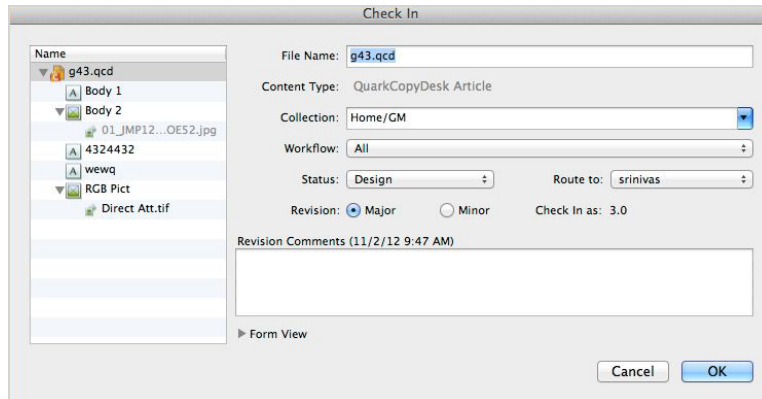 Check In
Name
g43.qcd
Body 1
Body 2
01_JMP12...OE52.jpg
4324432
wewq
RGB Pict
Direct Att.tif
File Name: g43.qcd
Content Type: QuarkCopyDesk Article
Collection: Home/GM
Workflow: All
Status: Design Route to: srinivas
Revision: Major Minor Check In as: 3.0
Revision Comments (11/2/12 9:47 AM)
Form View
Cancel OK